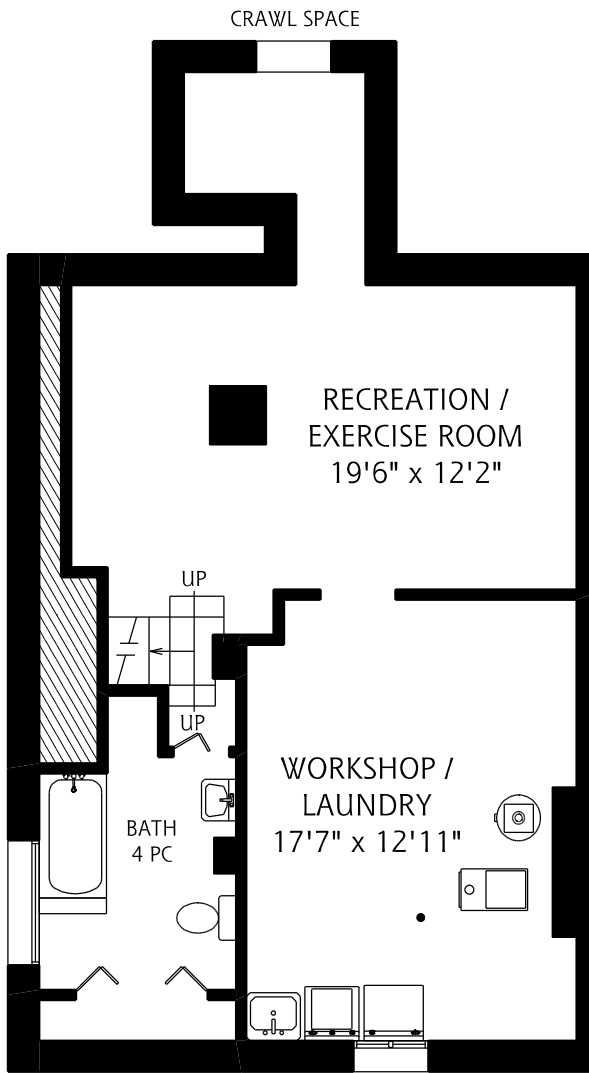 CRAWL SPACE
RECREATION /
EXERCISE ROOM
19'6" x 12'2"
UP
UP
WORKSHOP /
LAUNDRY
17'7" x 12'11"
BATH
4 PC